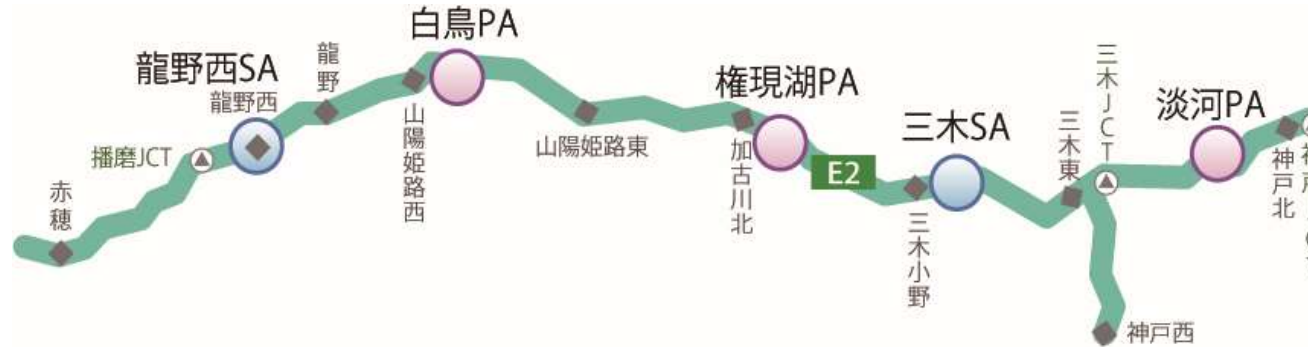 白鳥PA
龍野西SA
龍野
龍野西
権現湖PA
三木SA
三木JCT
淡河PA
播磨JCT
赤穂
山陽姫路西
山陽姫路東
加古川北
E2
三木小野
三木東
神戸北
神戸西